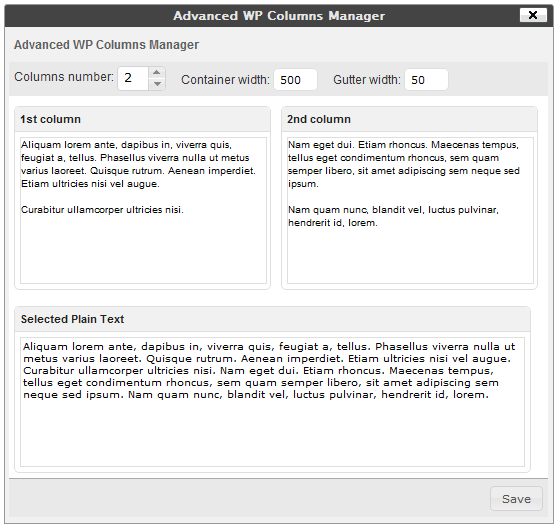 Advanced WP Columns Manager
Advanced WP Columns Manager
Columns number: 2 Container width: 500 Gutter width: 50
1st column
Aliquam lorem ante, dapibus in, viverra quis,
feugiat a, tellus. Phasellus viverra nulla ut metus
varius laoreet. Quisque rutrum. Aenean imperdiet.
Etiam ultricies nisi vel augue.
Curabitur ullamcorper ultricies nisi.
2nd column
Nam eget dui. Etiam rhoncus. Maecenas tempus,
tellus eget condimentum rhoncus, sem quam
semper libero, sit amet adipiscing sem neque sed
ipsum.
Nam quam nunc, blandit vel, luctus pulvinar,
hendrerit id, lorem.
Selected Plain Text
Aliquam lorem ante, dapibus in, viverra quis, feugiat a, tellus. Phasellus viverra nulla ut
metus varius laoreet. Quisque rutrum. Aenean imperdiet. Etiam ultricies nisi vel augue.
Curabitur ullamcorper ultricies nisi. Nam eget dui. Etiam rhoncus. Maecenas tempus,
tellus eget condimentum rhoncus, sem quam semper libero, sit amet adipiscing sem
neque sed ipsum. Nam quam nunc, blandit vel, luctus pulvinar, hendrerit id, lorem.
Save